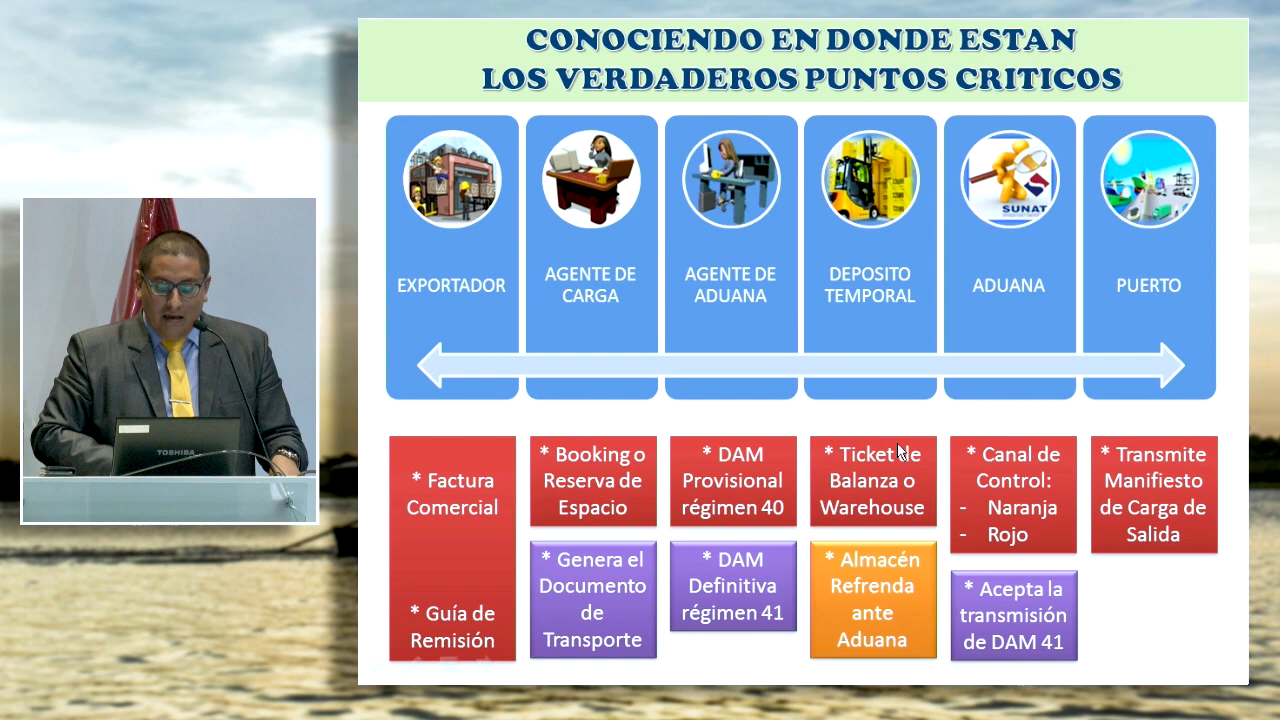 CONOCIENDO EN DONDE ESTAN
LOS VERDADEROS PUNTOS CRITICOS
EXPORTADOR
AGENTE DE
CARGA
AGENTE DE
ADUANA
DEPOSITO
TEMPORAL
SUNAT
ADUANA
PUERTO
* Factura
Comercial
* Guía de
Remisión
* Booking o
Reserva de
Espacio
* Genera el
Documento
de
Transporte
* DAM
Provisional
régimen 40
* DAM
Definitiva
régimen 41
* Ticket de
Balanza o
Warehouse
* Almacén
Refrenda
ante
Aduana
* Canal de
Control:
- Naranja
- Rojo
* Acepta la
transmisión
de DAM 41
* Transmite
Manifiesto
de Carga de
Salida
TOSHIBA